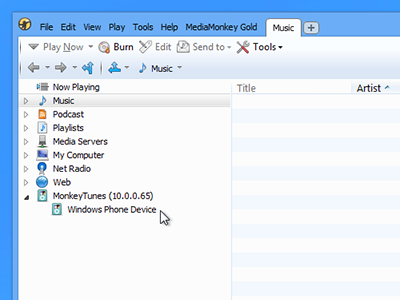 File Edit View Play Tools Help MediaMonkey Gold Music
Play Now Burn Edit Send to Tools
Music
Now Playing Title Artist
Music
Podcast
Playlists
Media Servers
My Computer
Net Radio
Web
MonkeyTunes (10.0.0.65)
Windows Phone Device